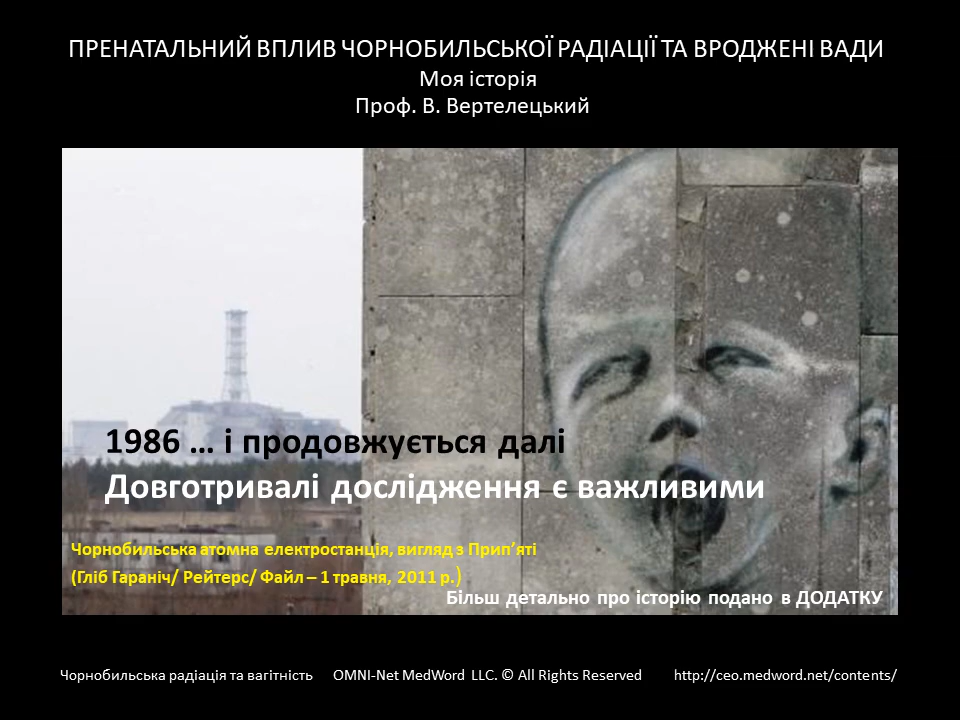 ПРЕНАТАЛЬНИЙ ВПЛИВ ЧОРНОБИЛЬСЬКОЇ РАДІАЦІЇ ТА ВРОДЖЕНІ ВАДИ
Моя історія
Проф. В. Вертелецький
1986 ... і продовжується далі
Довготривалі дослідження є важливими
Чорнобильська атомна електростанція, вигляд з Прип’яті
(Гліб Гараніч/ Рейтерс/ Файл – 1 травня, 2011 р.)
Більш детально про історію подано в ДОДАТКУ
Чорнобильська радіація та вагітність OMNI-Net MedWord LLC. © All Rights Reserved http://ceo.medword.net/contents/